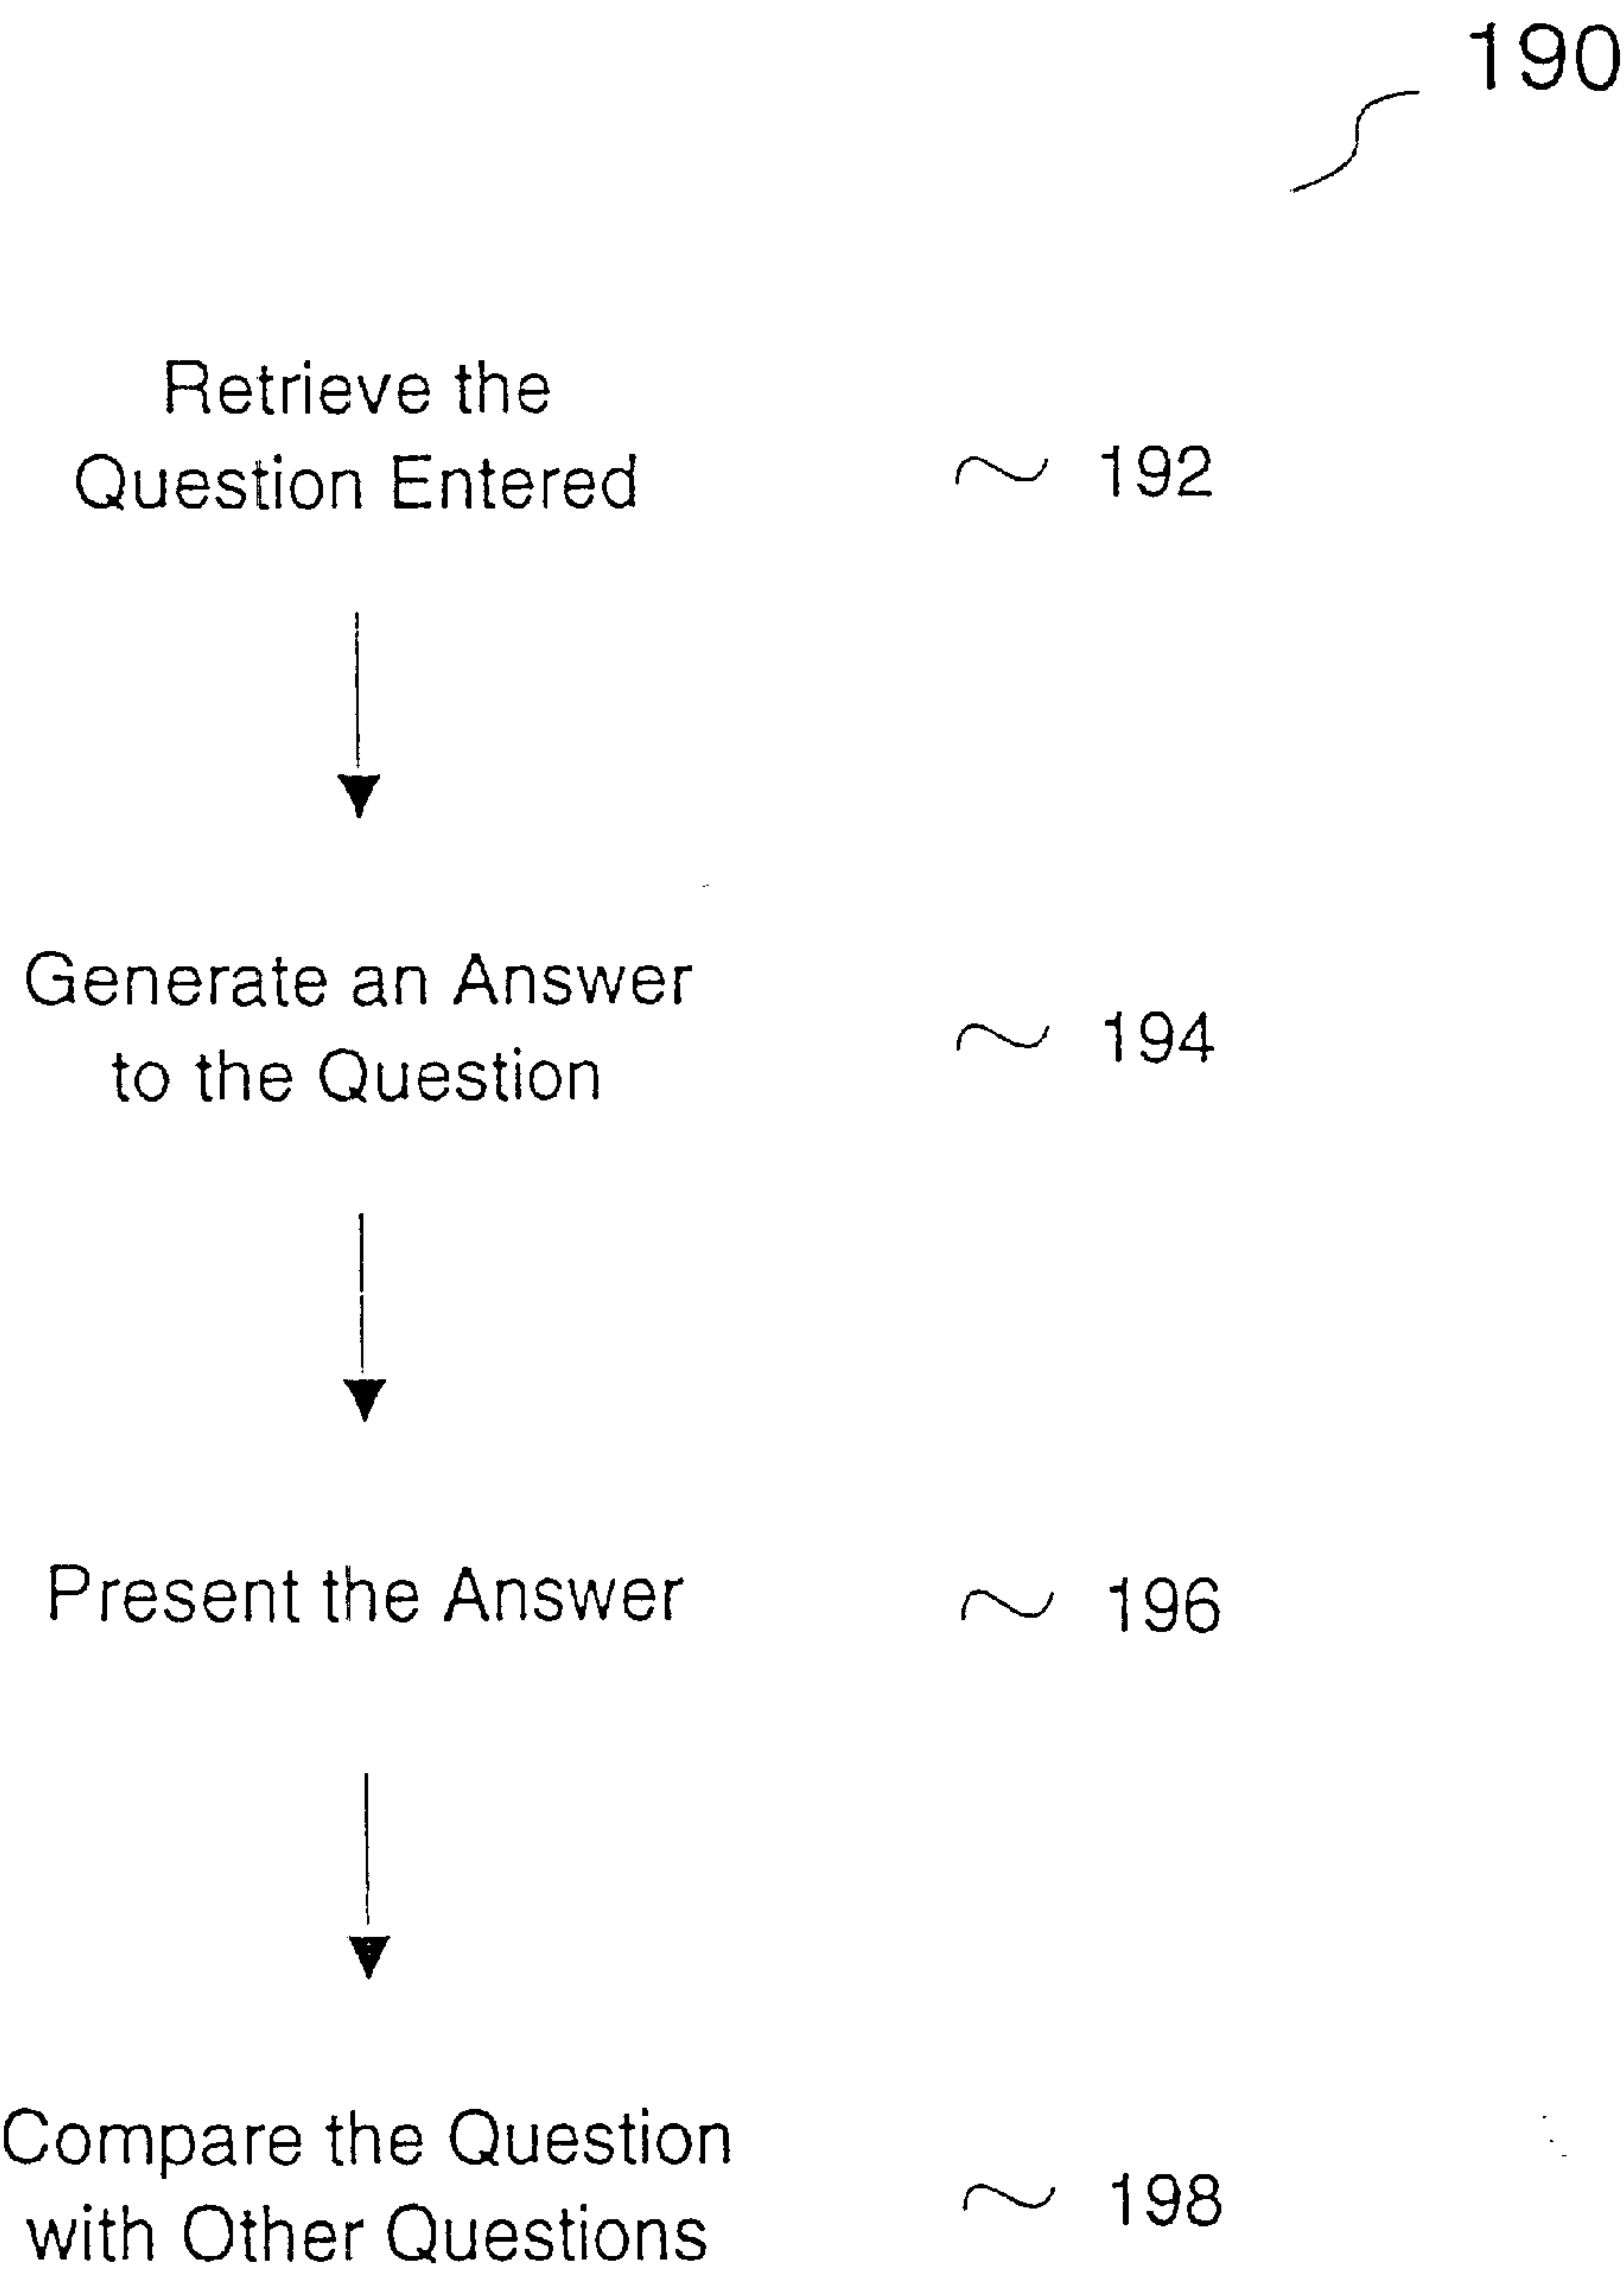 190
Retrieve the
Question Entered
192
Generate an Answer
to the Question
194
Present the Answer
196
Compare the Question
with Other Questions
198